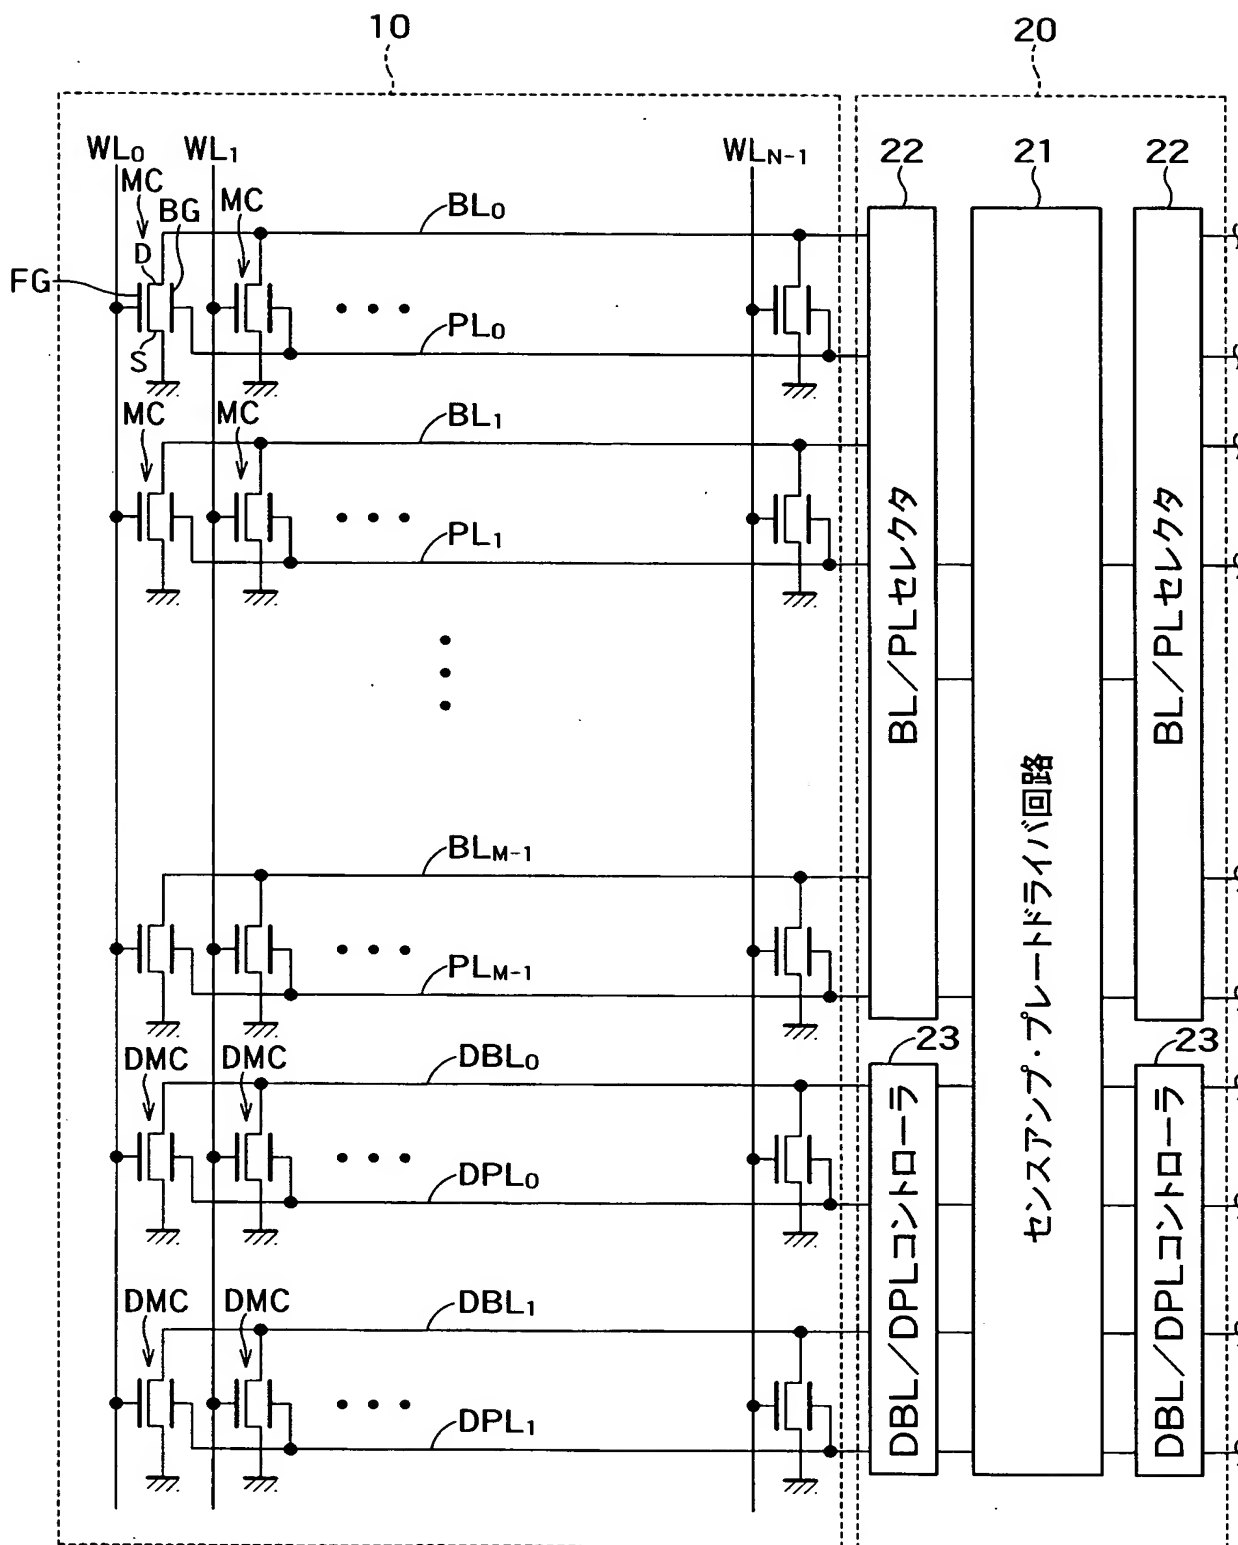 10
20
WL0 WL1 WLN-1
22 21 22
MC
BG
MC
BL0
D
FG
PL0
S
MC MC
BL1
PL1
BL/PLセレクタ
センスアンプ・プレートドライバ回路
BL/PLセレクタ
BLM-1
PLM-1
23 23
DMC DMC
DBL0
DPL0
DBL/DPLコントローラ
DBL/DPLコントローラ
DMC DMC
DBL1
DPL1